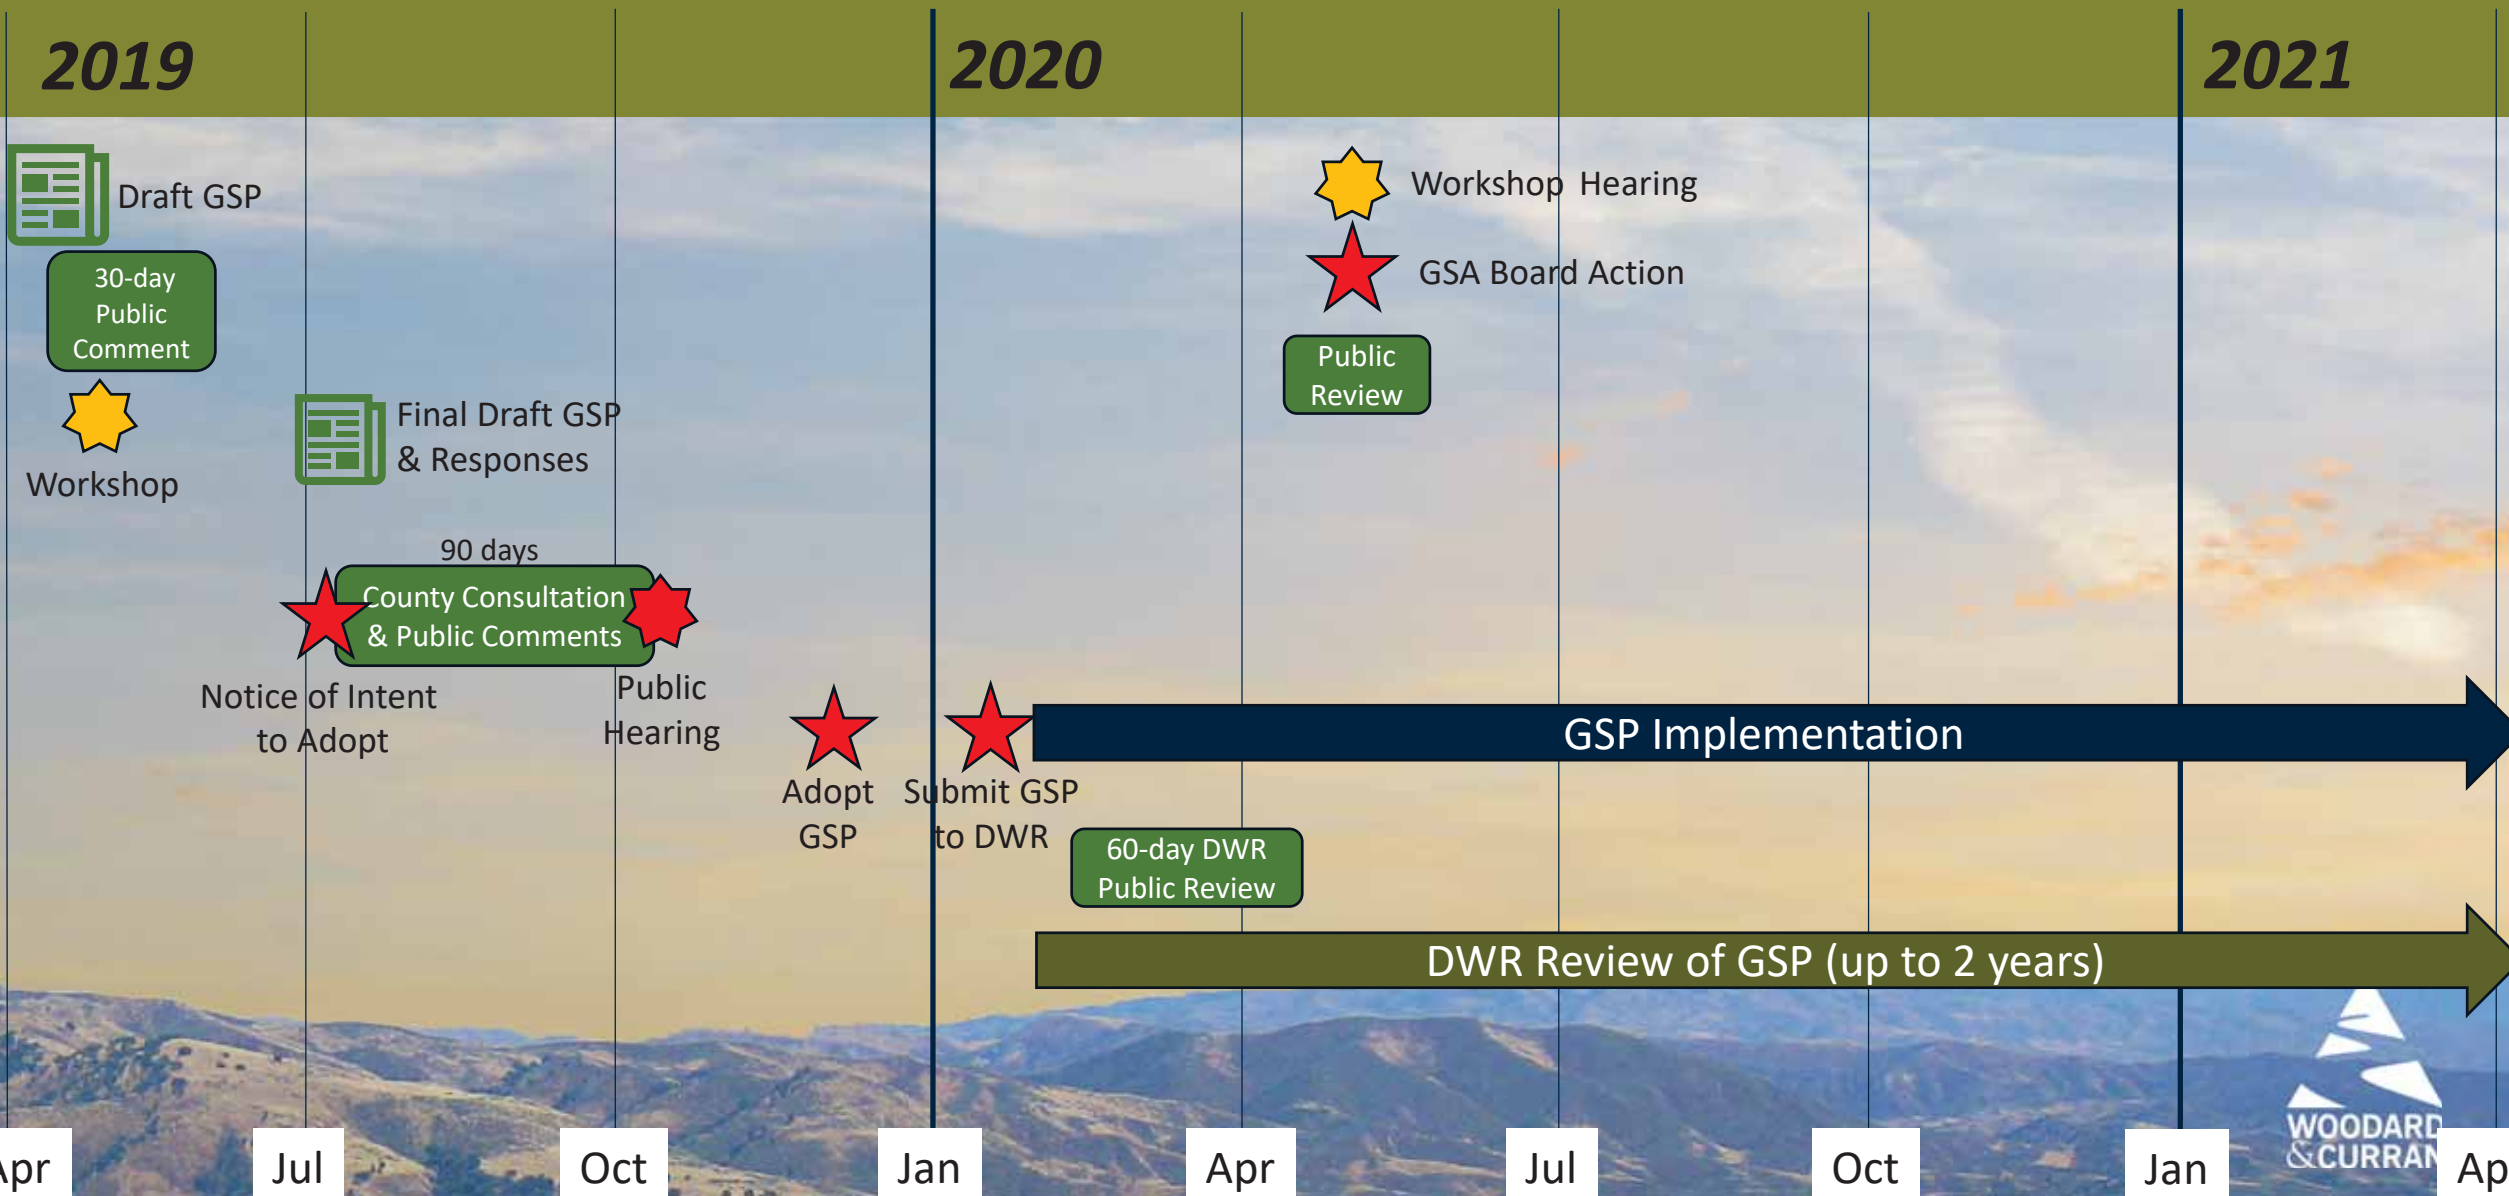 2019
2020
2021
Draft GSP
30-day
Public
Comment
Workshop
Final Draft GSP
& Responses
90 days
County Consultation
& Public Comments
Notice of Intent
to Adopt
Public
Hearing
Adopt
GSP
Submit GSP
to DWR
Workshop Hearing
GSA Board Action
Public
Review
GSP Implementation
60-day DWR
Public Review
DWR Review of GSP (up to 2 years)
WOODARD
&CURRAN
Apr
Jul
Oct
Jan
Apr
Jul
Oct
Jan
Ap